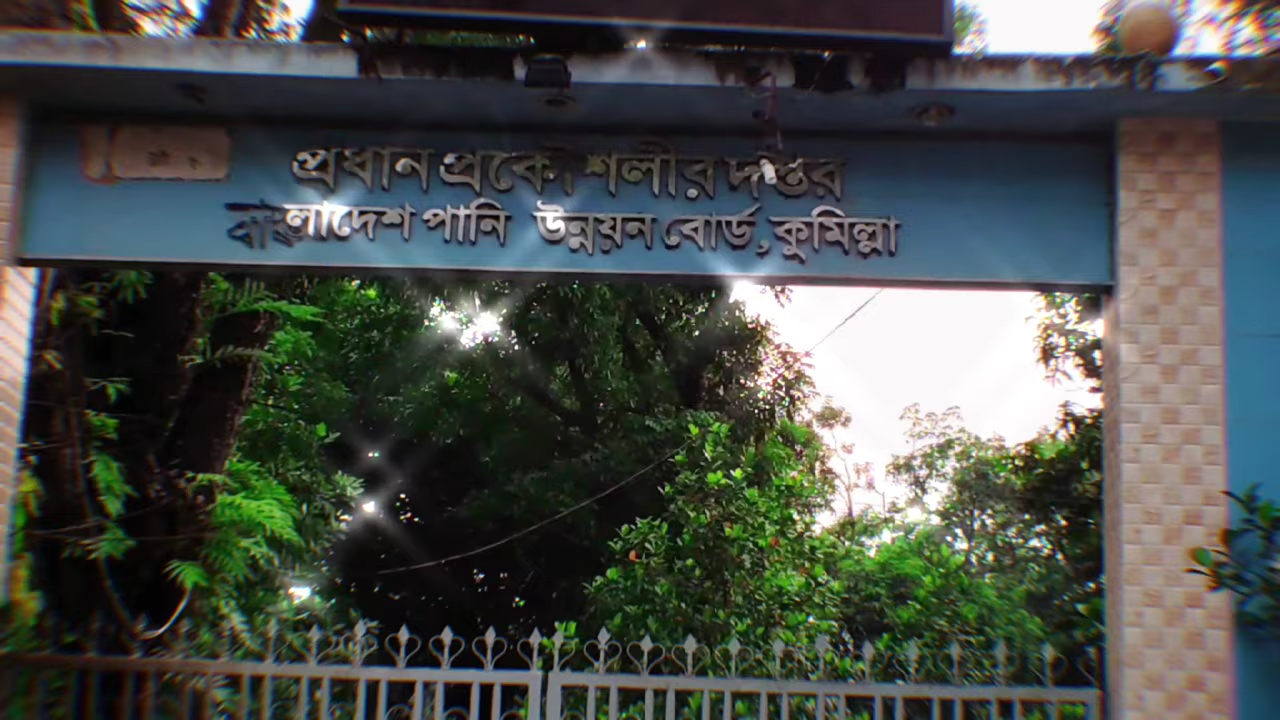 প্রধান প্রকৌশলীর দপ্তর
বাংলাদেশ পানি উন্নয়ন বোর্ড, কুমিল্লা